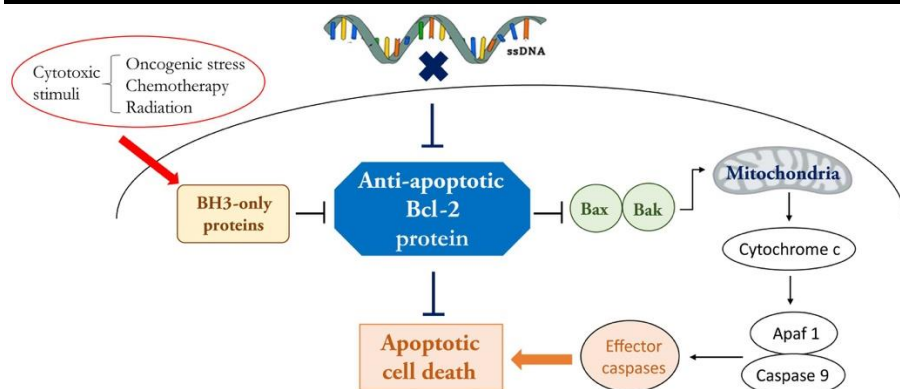 ssDNA
Cytotoxic
stimuli
Oncogenic stress
Chemotherapy
Radiation
BH3-only
proteins
Anti-apoptotic
Bcl-2
protein
Bax
Bak
Mitochondria
Cytochrome c
Apaf 1
Caspase 9
Effector
caspases
Apoptotic
cell death